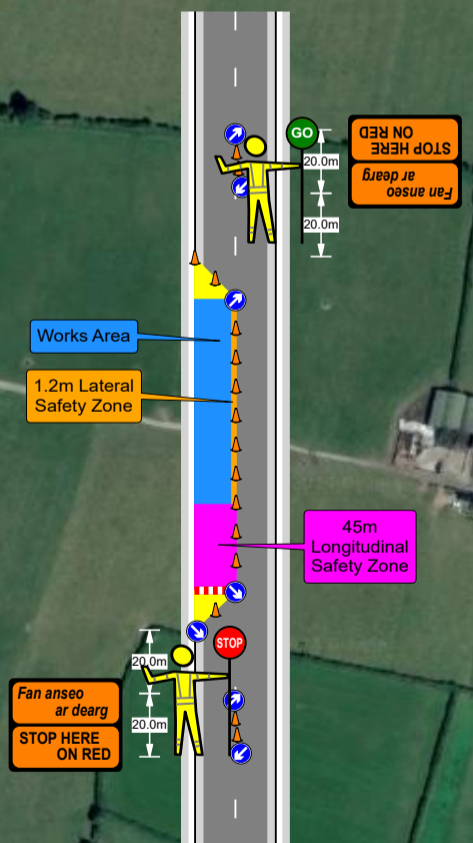 GO
20.0m
20.0m
STOP HERE
ON RED
Fan anseo
ar dearg
Works Area
1.2m Lateral
Safety Zone
45m
Longitudinal
Safety Zone
STOP
20.0m
20.0m
Fan anseo
ar dearg
STOP HERE
ON RED